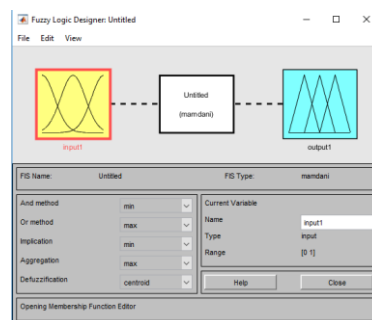 Fuzzy Logic Designer: Untitled
File Edit View
Untitled
(mamdani)
input1
output1
FIS Name: Untitled FIS Type: mamdani
And method min
Or method max
Implication min
Aggregation max
Defuzzification centroid
Current Variable
Name input1
Type input
Range [0 1]
Help Close
Opening Membership Function Editor